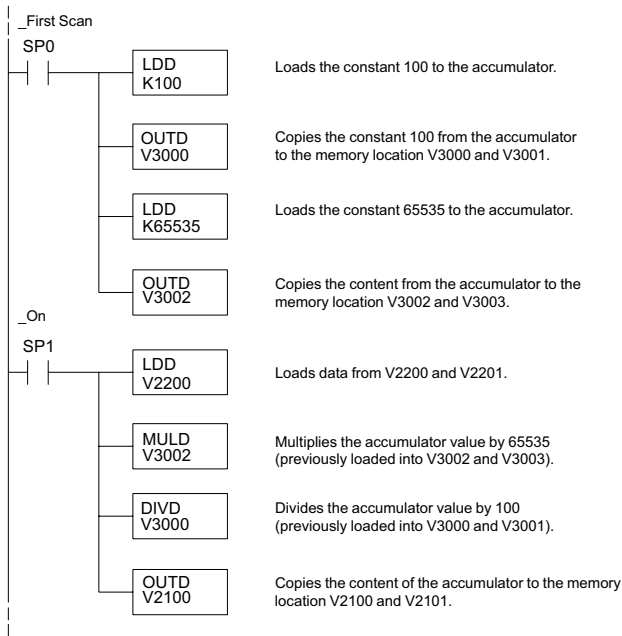 _First Scan
SP0
LDD
K100
Loads the constant 100 to the accumulator.
OUTD
V3000
Copies the constant 100 from the accumulator
to the memory location V3000 and V3001.
LDD
K65535
Loads the constant 65535 to the accumulator.
OUTD
V3002
Copies the content from the accumulator to the
memory location V3002 and V3003.
_On
SP1
LDD
V2200
Loads data from V2200 and V2201.
MULD
V3002
Multiplies the accumulator value by 65535
(previously loaded into V3002 and V3003).
DIVD
V3000
Divides the accumulator value by 100
(previously loaded into V3000 and V3001).
OUTD
V2100
Copies the content of the accumulator to the memory
location V2100 and V2101.